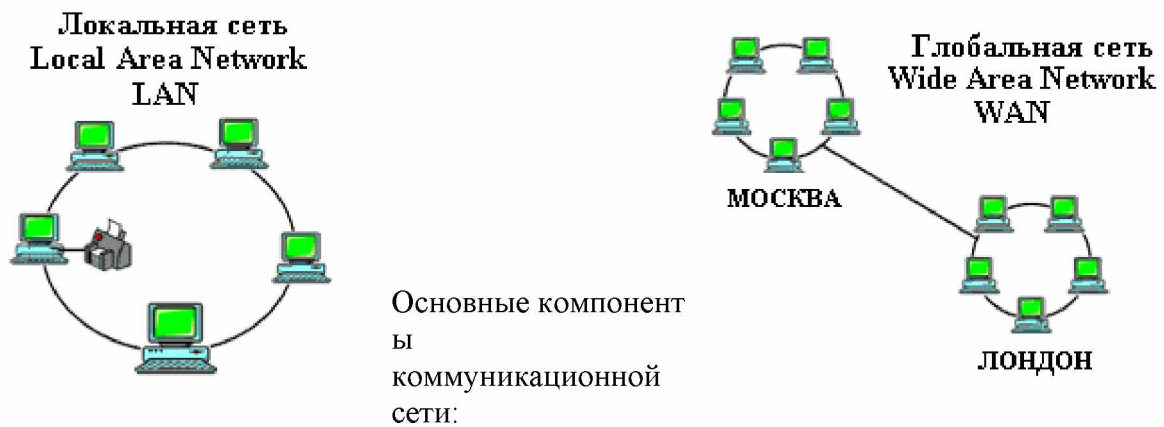 Локальная сеть
Local Area Network
LAN
Глобальная сеть
Wide Area Network
WAN
МОСКВА
ЛОНДОН
Основные компонент
ы
коммуникационной
сети: